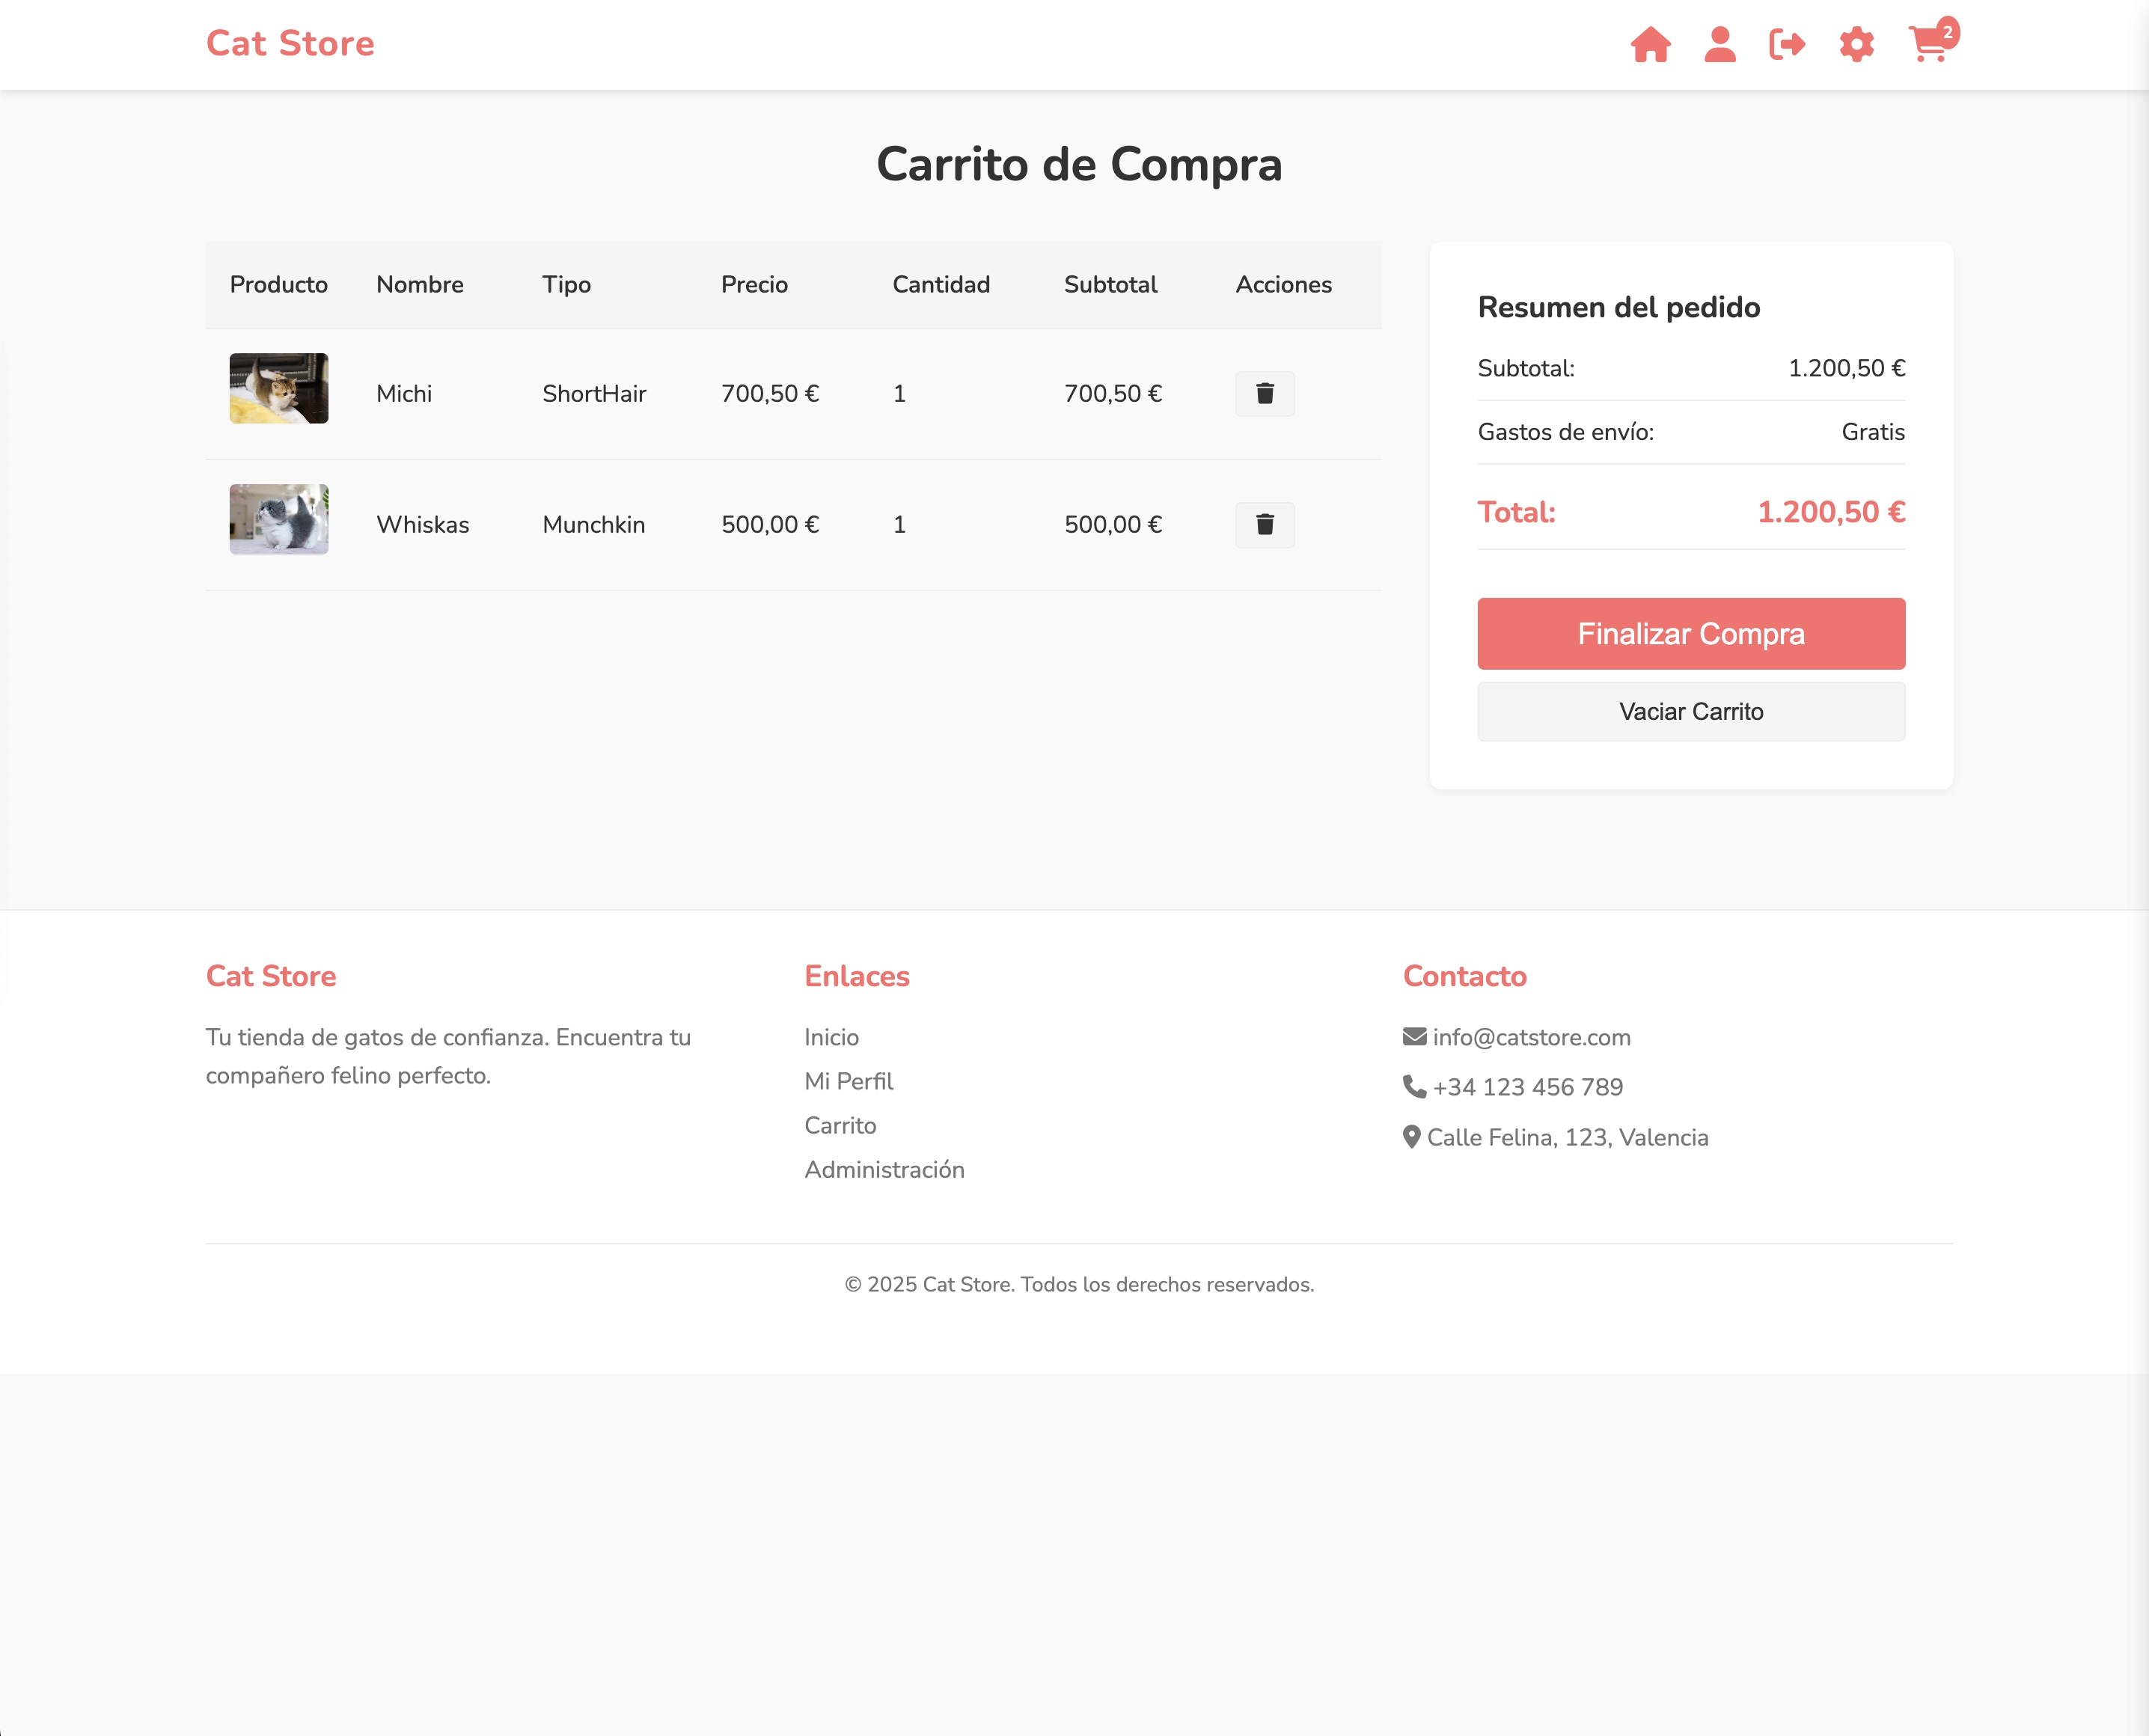 Cat Store
2
Carrito de Compra
Producto Nombre Tipo Precio Cantidad Subtotal Acciones
Michi ShortHair 700,50 € 1 700,50 €
Whiskas Munchkin 500,00 € 1 500,00 €
Resumen del pedido
Subtotal: 1.200,50 €
Gastos de envío: Gratis
Total: 1.200,50 €
Finalizar Compra
Vaciar Carrito
Cat Store
Tu tienda de gatos de confianza. Encuentra tu
compañero felino perfecto.
Enlaces
Inicio
Mi Perfil
Carrito
Administración
Contacto
info@catstore.com
+34 123 456 789
Calle Felina, 123, Valencia
© 2025 Cat Store. Todos los derechos reservados.